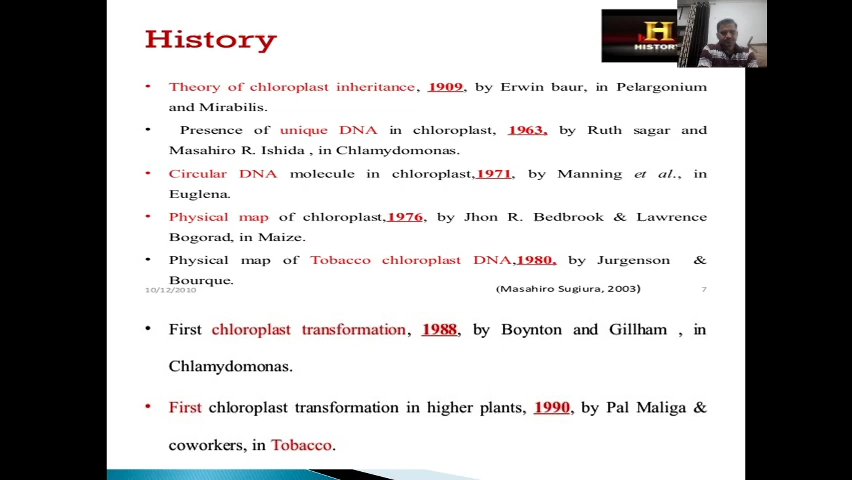 History
HISTORY
• Theory of chloroplast inheritance, 1909, by Erwin baur, in Pelargonium
and Mirabilis.
• Presence of unique DNA in chloroplast, 1963, by Ruth sagar and
Masahiro R. Ishida , in Chlamydomonas.
• Circular DNA molecule in chloroplast,1971, by Manning et al., in
Euglena.
• Physical map of chloroplast,1976, by Jhon R. Bedbrook & Lawrence
Bogorad, in Maize.
• Physical map of Tobacco chloroplast DNA,1980, by Jurgenson &
Bourque.
10/12/2010 (Masahiro Sugiura, 2003) 7
• First chloroplast transformation, 1988, by Boynton and Gillham , in
Chlamydomonas.
• First chloroplast transformation in higher plants, 1990, by Pal Maliga &
coworkers, in Tobacco.